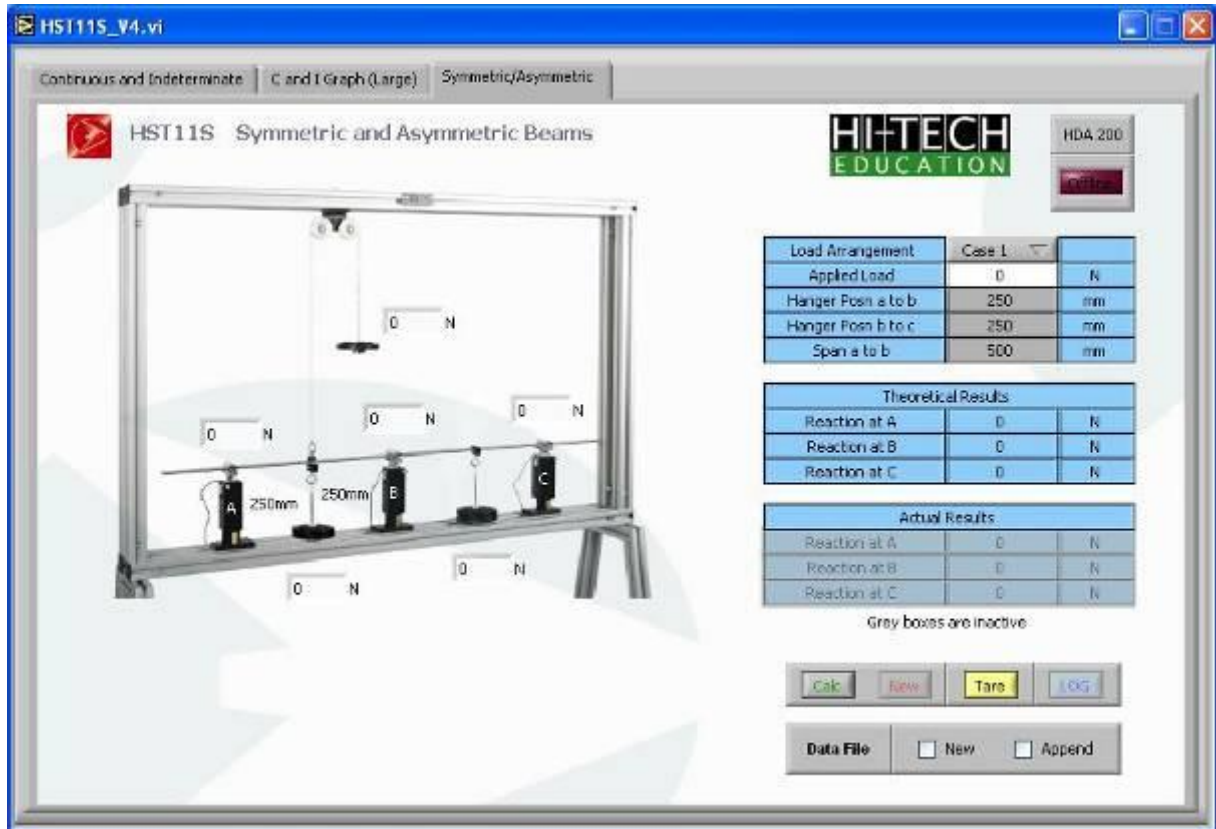 HST11S_V4.vi
Continuous and Indeterminate C and I Graph (Large) Symmetric/Asymmetric
HST11S Symmetric and Asymmetric Beams
HI-TECH
EDUCATION
HDA 200
Offline
Load Arrangement Case 1
Applied Load 0 N
Hanger Posn a to b 250 mm
Hanger Posn b to c 250 mm
Span a to b 500 mm
Theoretical Results
Reaction at A 0 N
Reaction at B 0 N
Reaction at C 0 N
Actual Results
Reaction at A 0 N
Reaction at B 0 N
Reaction at C 0 N
Grey boxes are inactive
Calc New Tare LOG
Data File New Append
0 N
0 N
0 N
0 N
A 250mm 250mm B C
0 N
0 N